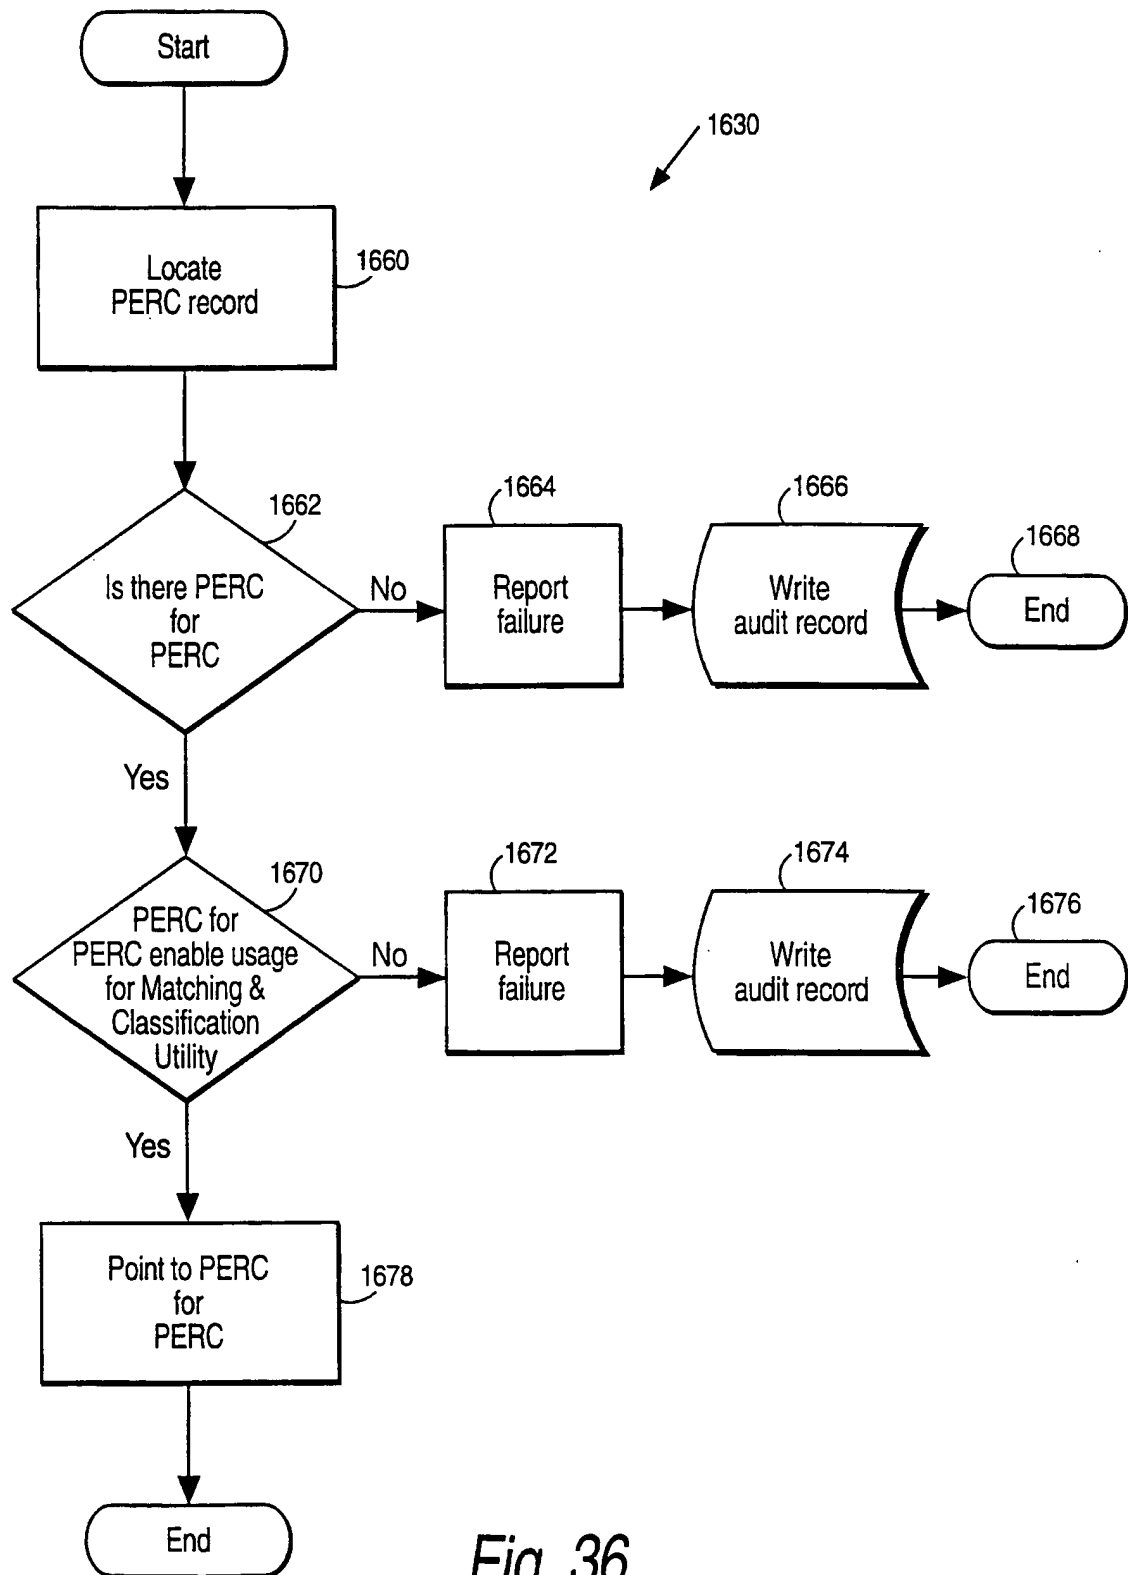 Start
1630
Locate
PERC record
1660
1662
Is there PERC
for
PERC
No
1664
Report
failure
1666
Write
audit record
1668
End
Yes
1670
PERC for
PERC enable usage
for Matching &
Classification
Utility
No
1672
Report
failure
1674
Write
audit record
1676
End
Yes
Point to PERC
for
PERC
1678
End
Fig. 36